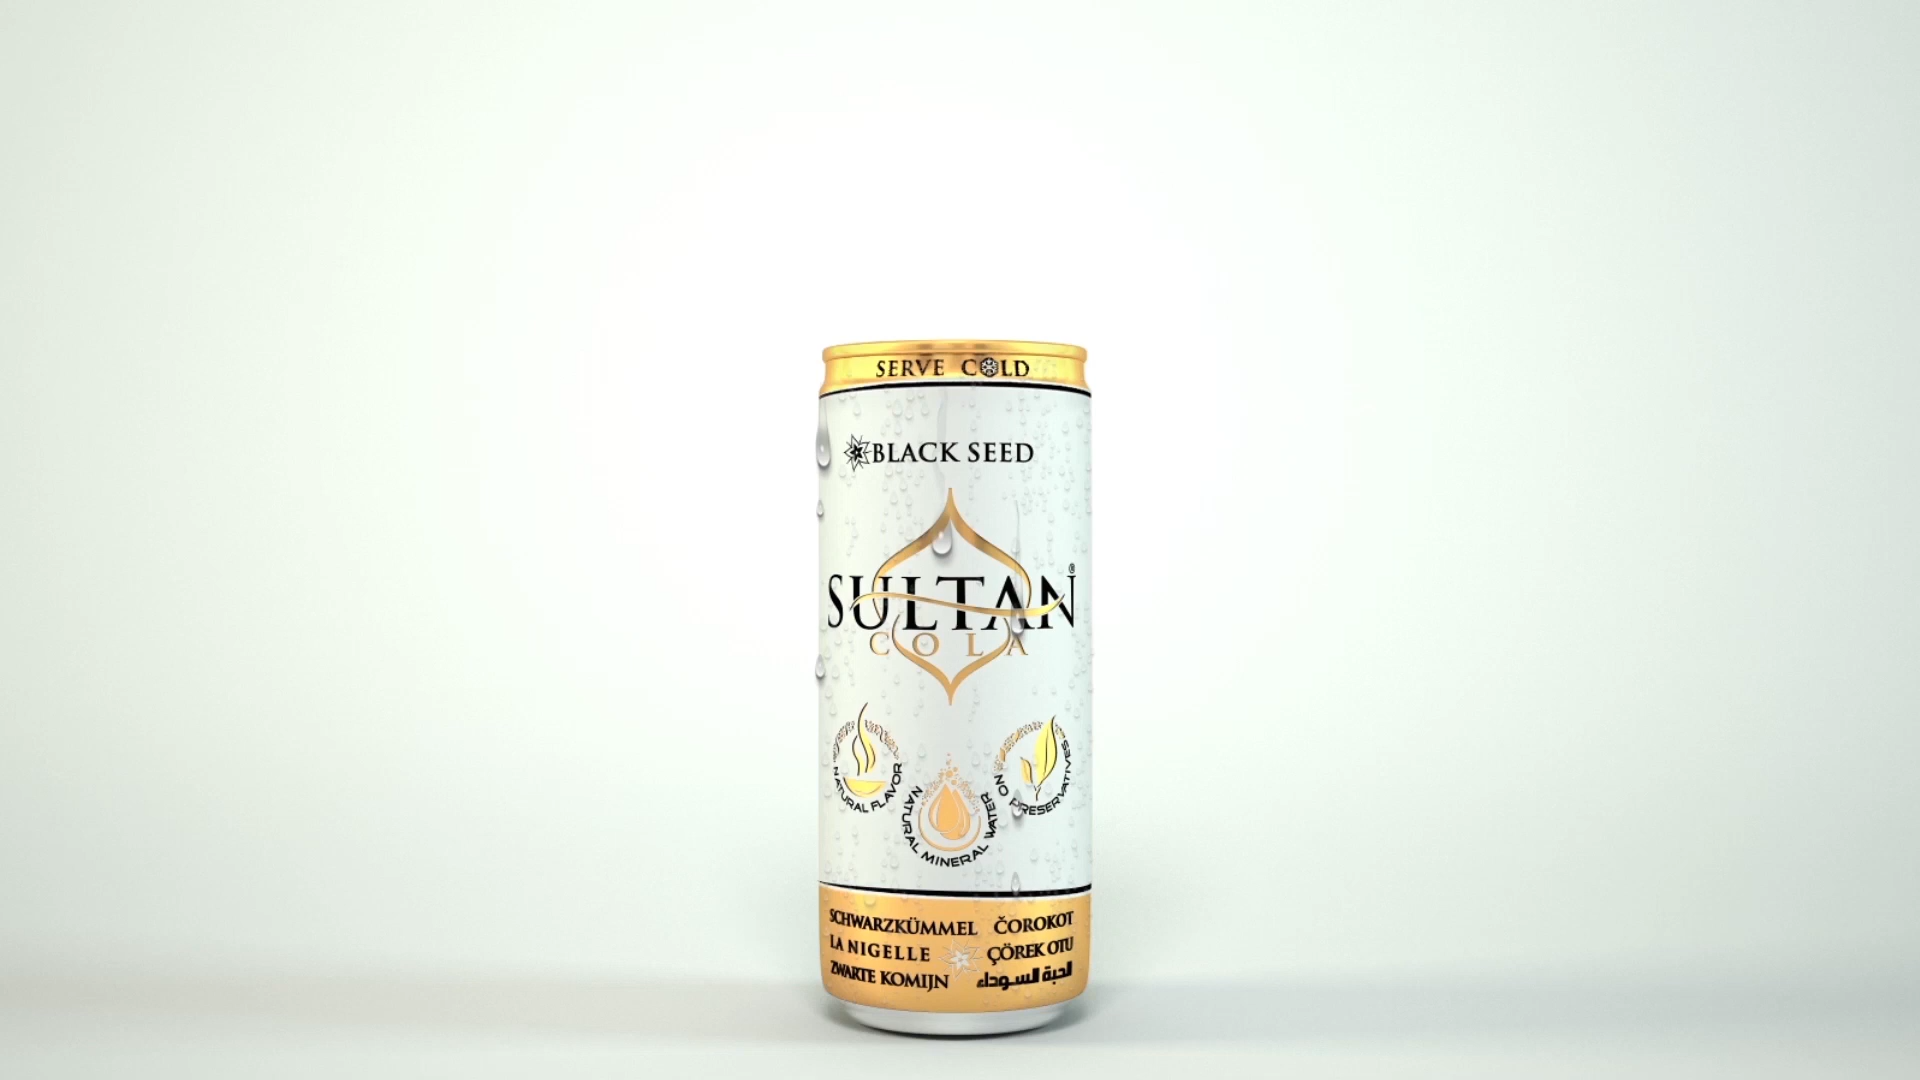 SERVE COLD
BLACK SEED
SULTAN®
COLA
NATURAL FLAVOR
NATURAL MINERAL WATER
NO PRESERVATIVES
SCHWARZKÜMMEL ČOROKOT
LA NIGELLE ÇÖREK OTU
ZWARTE KOMIJN الحبة السوداء